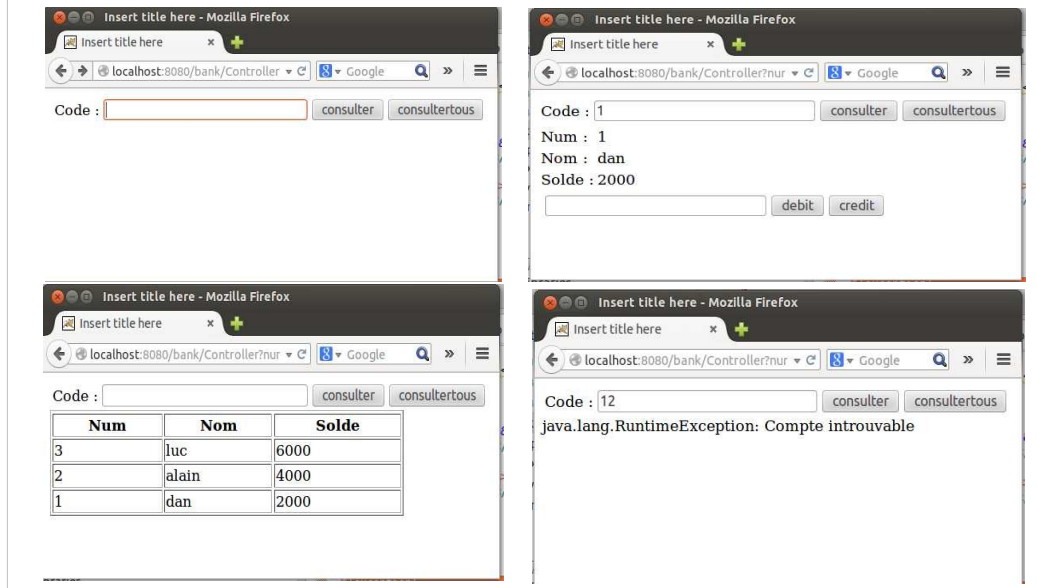 Insert title here - Mozilla Firefox
Insert title here
localhost:8080/bank/Controller
Google
Code :
consulter
consultertous
Insert title here - Mozilla Firefox
Insert title here
localhost:8080/bank/Controller?nur
Google
Code : 1
consulter
consultertous
Num : 1
Nom : dan
Solde : 2000
debit
credit
Insert title here - Mozilla Firefox
Insert title here
localhost:8080/bank/Controller?nur
Google
Code :
consulter
consultertous
Num Nom Solde
3 luc 6000
2 alain 4000
1 dan 2000
Insert title here - Mozilla Firefox
Insert title here
localhost:8080/bank/Controller?nur
Google
Code : 12
consulter
consultertous
java.lang.RuntimeException: Compte introuvable